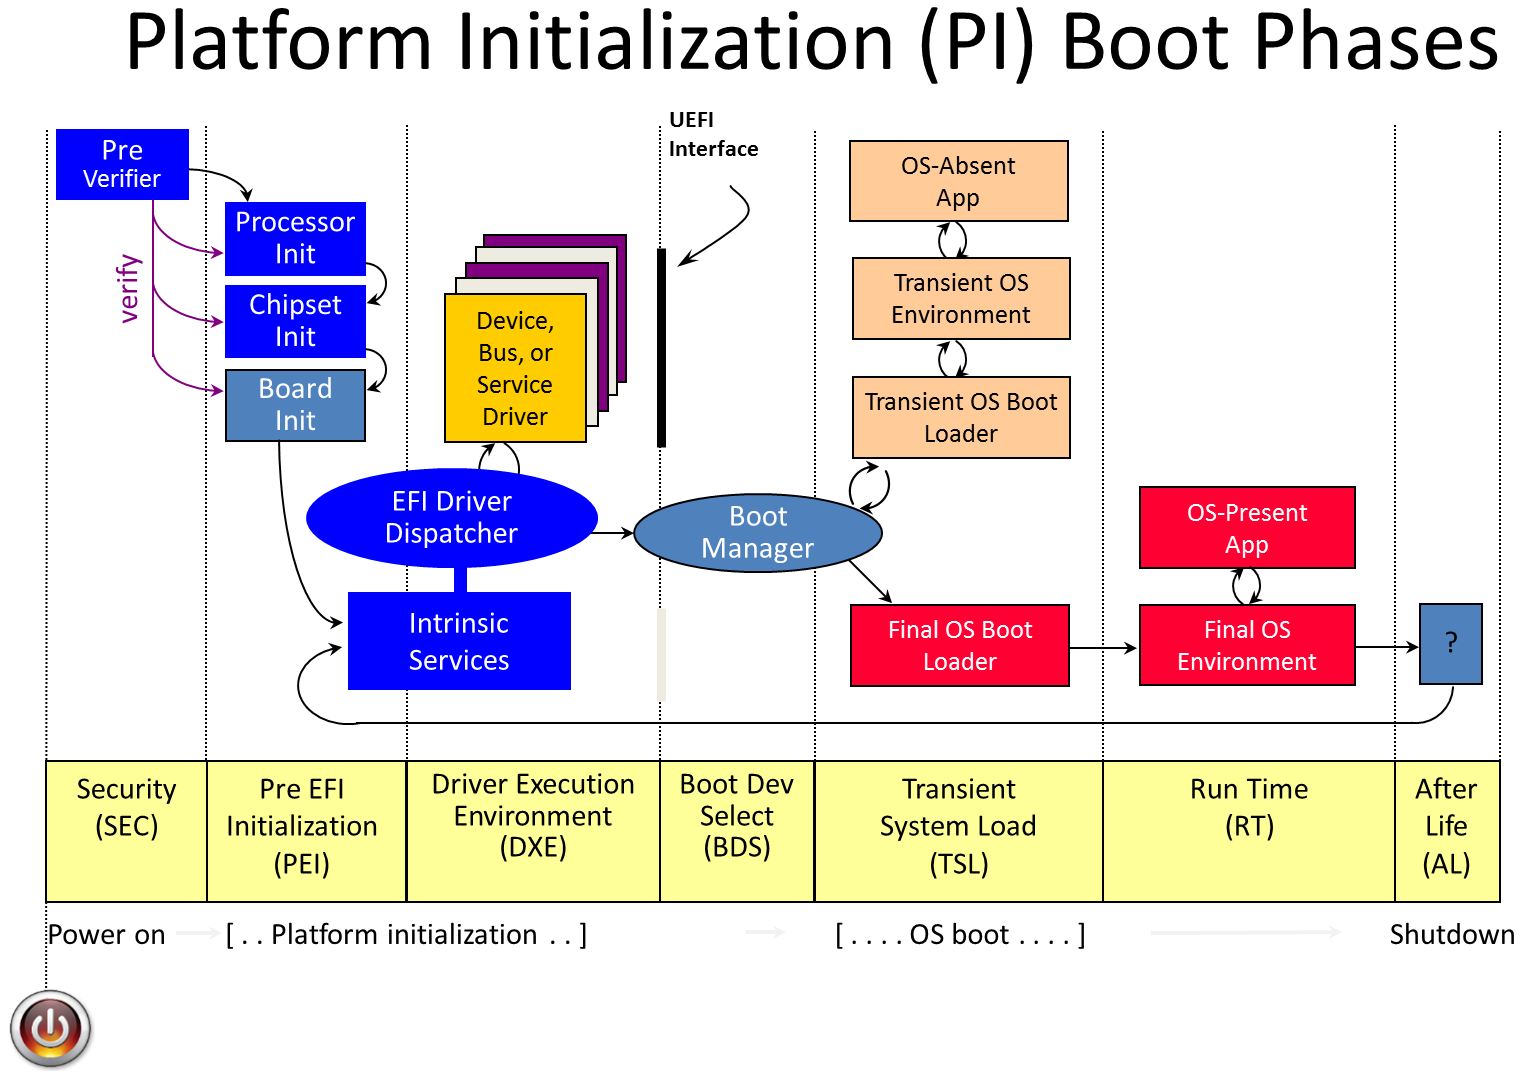 Platform Initialization (PI) Boot Phases
UEFI
Interface
Pre
Verifier
verify
Processor
Init
Chipset
Init
Board
Init
Device,
Bus, or
Service
Driver
EFI Driver
Dispatcher
Intrinsic
Services
Boot
Manager
OS-Absent
App
Transient OS
Environment
Transient OS Boot
Loader
Final OS Boot
Loader
OS-Present
App
Final OS
Environment
?
Security
(SEC)
Pre EFI
Initialization
(PEI)
Driver Execution
Environment
(DXE)
Boot Dev
Select
(BDS)
Transient
System Load
(TSL)
Run Time
(RT)
After
Life
(AL)
Power on
[ . . Platform initialization . . ]
[ . . . . OS boot . . . . ]
Shutdown